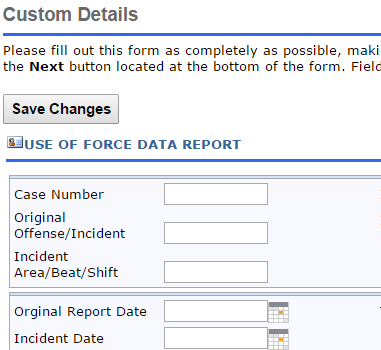 Custom Details
Please fill out this form as completely as possible, maki
the Next button located at the bottom of the form. Field
Save Changes
USE OF FORCE DATA REPORT
Case Number
Original
Offense/Incident
Incident
Area/Beat/Shift
Orginal Report Date
Incident Date